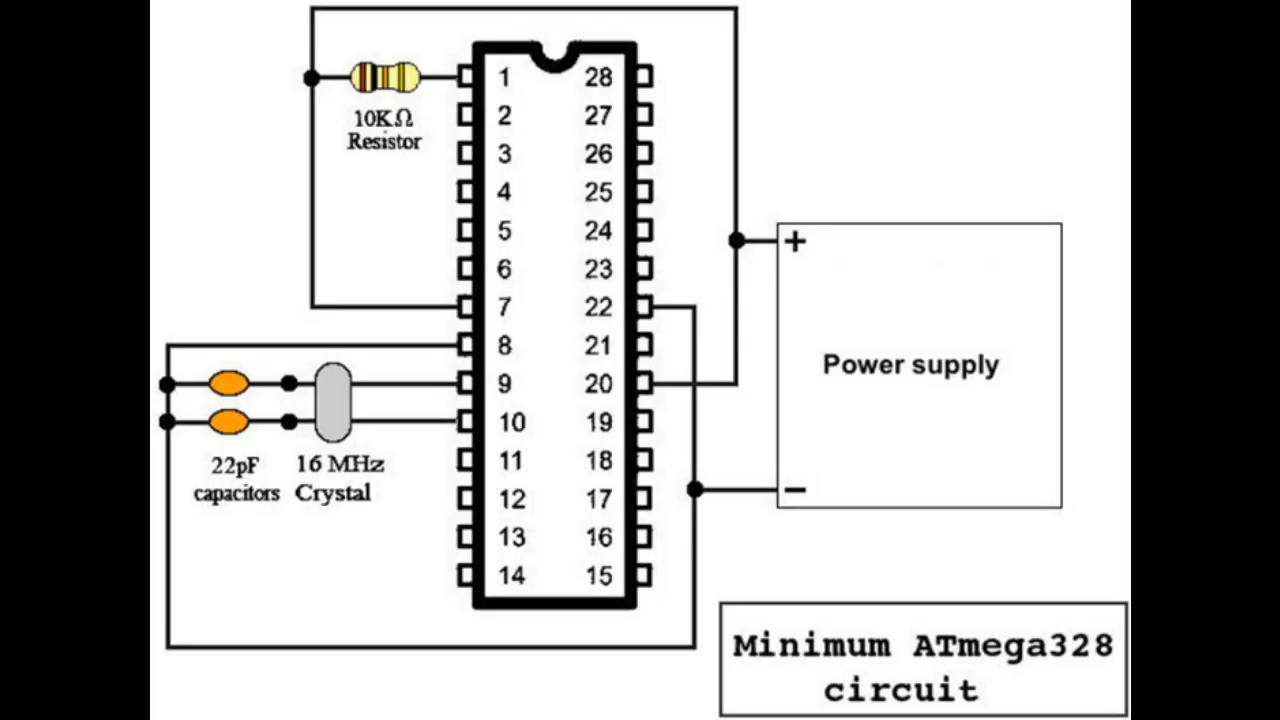 1 28
10KΩ
Resistor
2 27
3 26
4 25
5 24
6 23
+
7 22
8 21
Power supply
9 20
10 19
22pF 16 MHz
capacitors Crystal
11 18
12 17
−
13 16
14 15
Minimum ATmega328
circuit